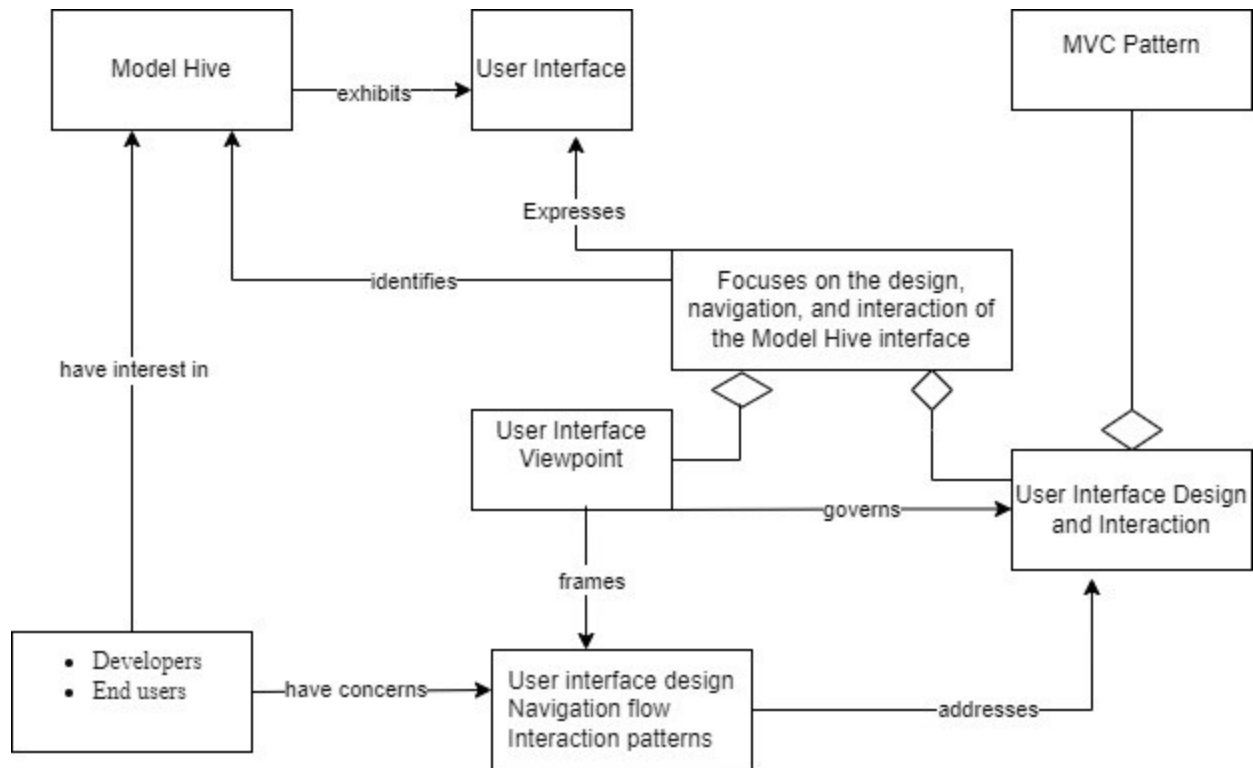 Model Hive
exhibits
User Interface
MVC Pattern
Expresses
identifies
Focuses on the design,
navigation, and interaction of
the Model Hive interface
have interest in
User Interface
Viewpoint
governs
User Interface Design
and Interaction
frames
• Developers
• End users
have concerns
User interface design
Navigation flow
Interaction patterns
addresses